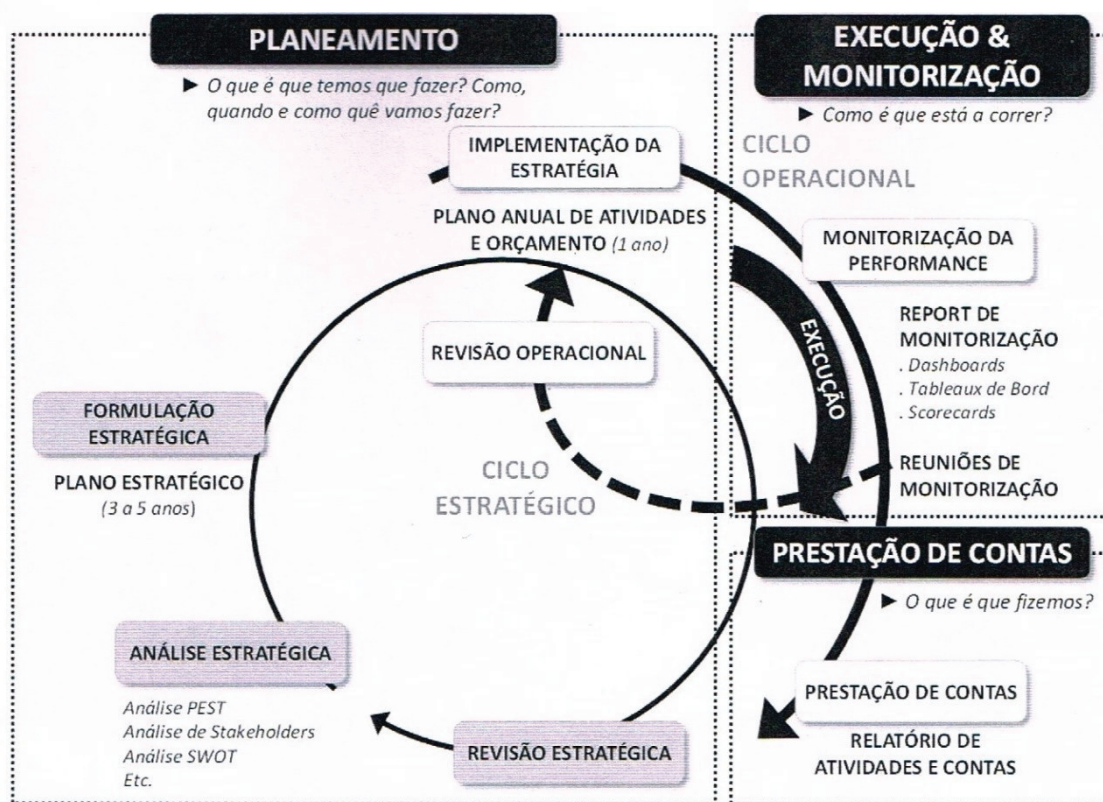 PLANEAMENTO
► O que é que temos que fazer? Como,
quando e como quê vamos fazer?
IMPLEMENTAÇÃO DA
ESTRATÉGIA
PLANO ANUAL DE ATIVIDADES
E ORÇAMENTO (1 ano)
REVISÃO OPERACIONAL
FORMULAÇÃO
ESTRATÉGICA
PLANO ESTRATÉGICO
(3 a 5 anos)
CICLO
ESTRATÉGICO
ANÁLISE ESTRATÉGICA
Análise PEST
Análise de Stakeholders
Análise SWOT
Etc.
REVISÃO ESTRATÉGICA
EXECUÇÃO &
MONITORIZAÇÃO
► Como é que está a correr?
CICLO
OPERACIONAL
MONITORIZAÇÃO DA
PERFORMANCE
EXECUÇÃO
REPORT DE
MONITORIZAÇÃO
. Dashboards
. Tableaux de Bord
. Scorecards
REUNIÕES DE
MONITORIZAÇÃO
PRESTAÇÃO DE CONTAS
► O que é que fizemos?
PRESTAÇÃO DE CONTAS
RELATÓRIO DE
ATIVIDADES E CONTAS